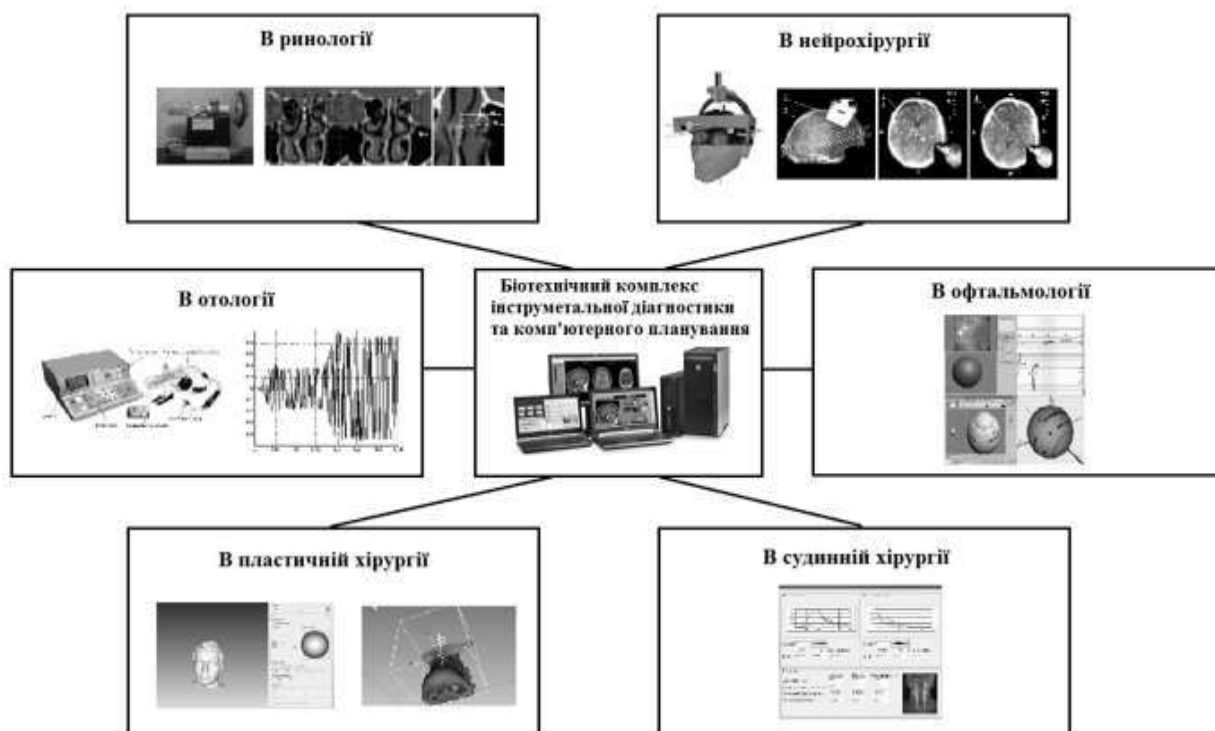 В ринології
В нейрохірургії
В отології
Біотехнічний комплекс
інструметальної діагностики
та комп'ютерного планування
В офтальмології
В пластичній хірургії
В судинній хірургії